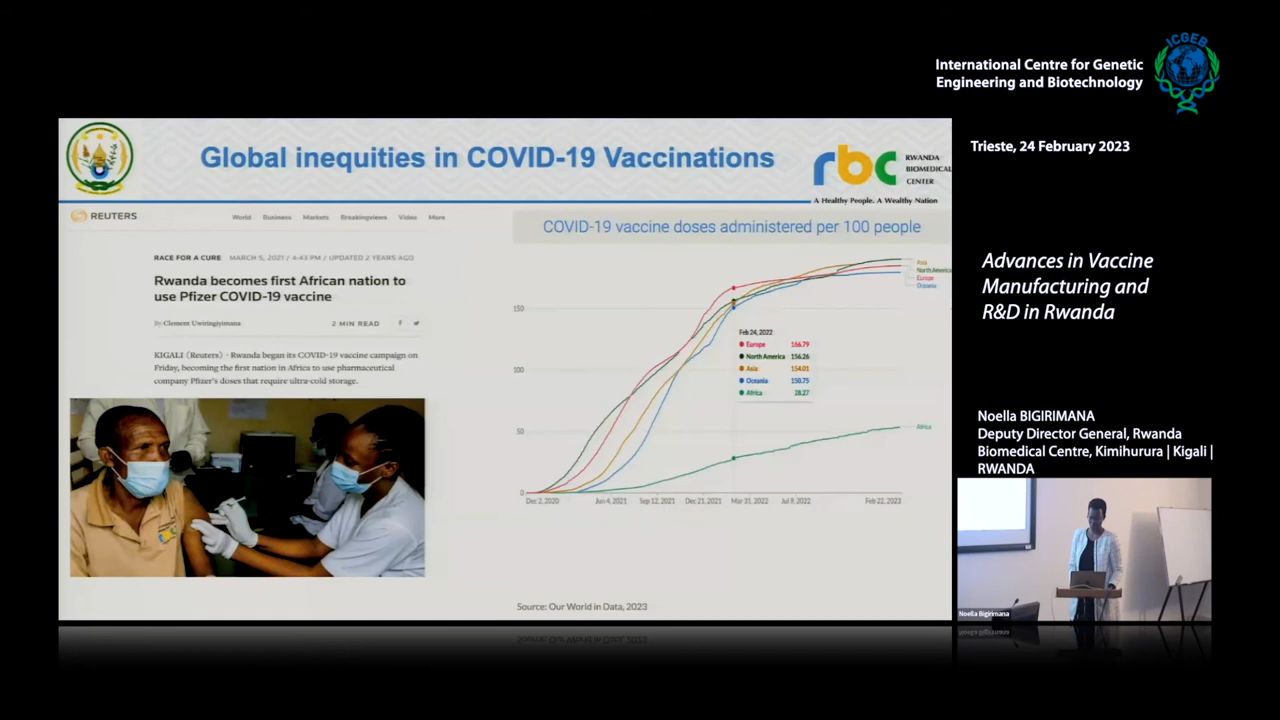 ICGEB
International Centre for Genetic
Engineering and Biotechnology
Trieste, 24 February 2023
Global inequities in COVID-19 Vaccinations
rbc
RWANDA
BIOMEDICAL
CENTER
A Healthy People. A Wealthy Nation
REUTERS
World Business Markets Breakingviews Video More
RACE FOR A CURE MARCH 5, 2021 / 4:43 PM / UPDATED 2 YEARS AGO
Rwanda becomes first African nation to
use Pfizer COVID-19 vaccine
By Clement Uwiringiyimana 2 MIN READ
KIGALI (Reuters) - Rwanda began its COVID-19 vaccine campaign on
Friday, becoming the first nation in Africa to use pharmaceutical
company Pfizer's doses that require ultra-cold storage.
COVID-19 vaccine doses administered per 100 people
Asia
North America
Europe
Oceania
150
Feb 24, 2022
Europe 166.79
North America 156.26
Asia 154.01
Oceania 150.75
Africa 28.27
100
50
Africa
0
Dec 2, 2020 Jun 4, 2021 Sep 12, 2021 Dec 21, 2021 Mar 31, 2022 Jul 9, 2022 Feb 22, 2023
Source: Our World in Data, 2023
Advances in Vaccine
Manufacturing and
R&D in Rwanda
Noella BIGIRIMANA
Deputy Director General, Rwanda
Biomedical Centre, Kimihurura | Kigali |
RWANDA
Noella Bigirimana